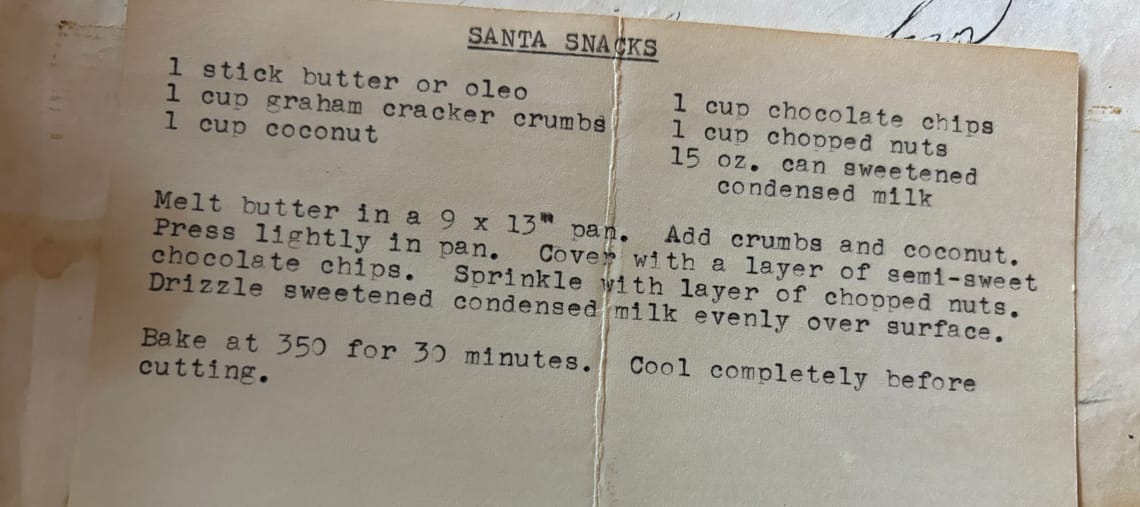 SANTA SNACKS
1 stick butter or oleo
1 cup graham cracker crumbs
1 cup coconut
1 cup chocolate chips
1 cup chopped nuts
15 oz. can sweetened
condensed milk
Melt butter in a 9 x 13" pan. Add crumbs and coconut.
Press lightly in pan. Cover with a layer of semi-sweet
chocolate chips. Sprinkle with layer of chopped nuts.
Drizzle sweetened condensed milk evenly over surface.
Bake at 350 for 30 minutes. Cool completely before
cutting.